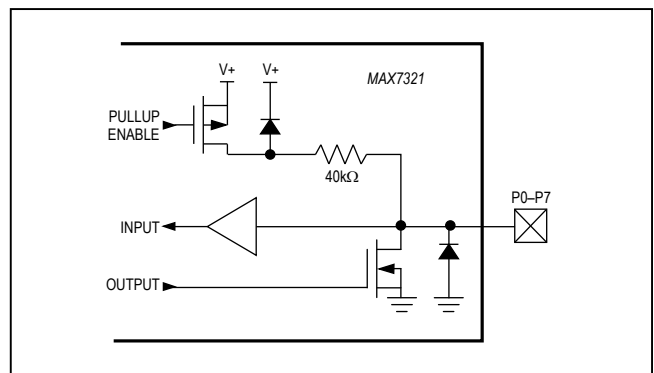 V+ V+ MAX7321
PULLUP
ENABLE
40kΩ
P0–P7
INPUT
OUTPUT